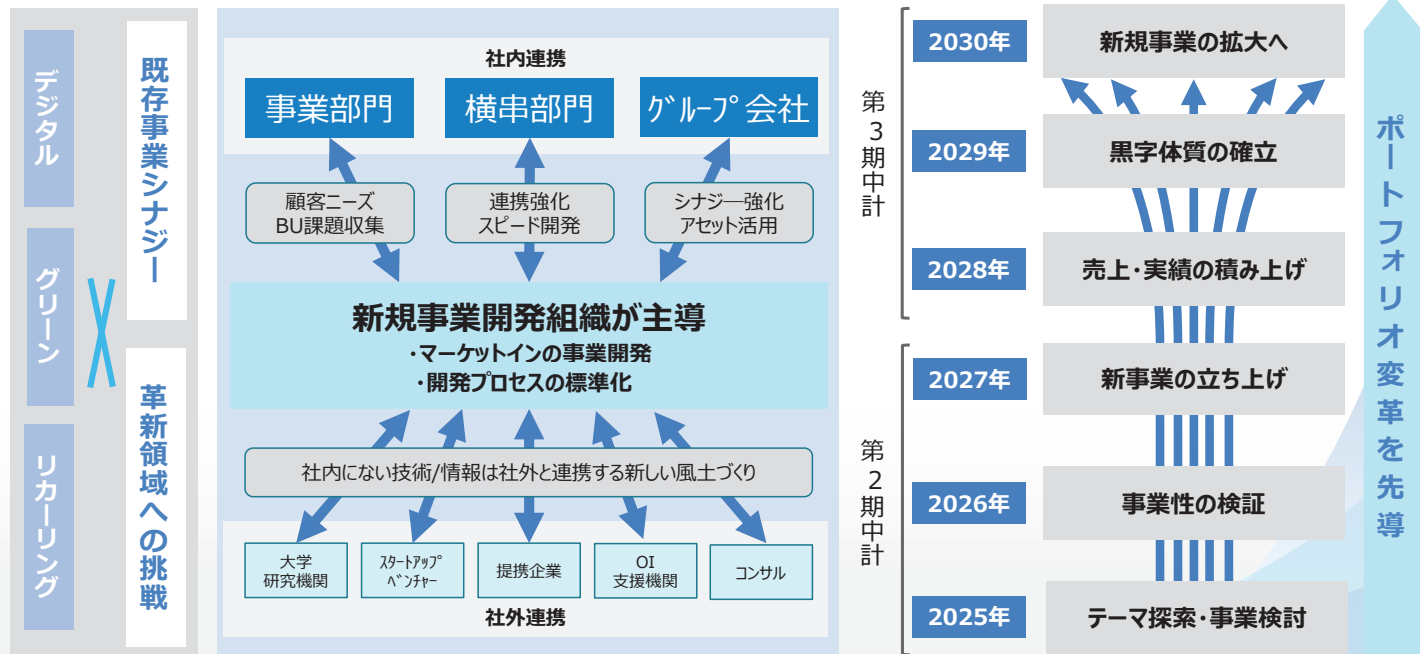 デジタル
グリーン
リカーリング
既存事業シナジー
革新領域への挑戦
社内連携
事業部門
横串部門
ｸﾞﾙｰﾌﾟ会社
顧客ニーズ
BU課題収集
連携強化
スピード開発
シナジ―強化
アセット活用
新規事業開発組織が主導
・マーケットインの事業開発
・開発プロセスの標準化
社内にない技術/情報は社外と連携する新しい風土づくり
大学
研究機関
ｽﾀｰﾄｱｯﾌﾟ
ﾍﾞﾝﾁｬｰ
提携企業
OI
支援機関
コンサル
社外連携
第3期中計
2030年
新規事業の拡大へ
2029年
黒字体質の確立
2028年
売上・実績の積み上げ
第2期中計
2027年
新事業の立ち上げ
2026年
事業性の検証
2025年
テーマ探索・事業検討
ポートフォリオ変革を先導